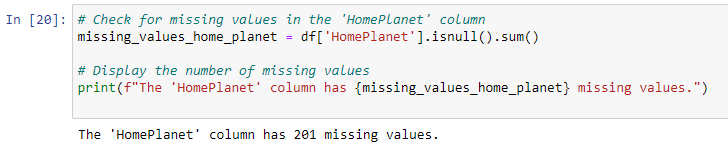 In [20]: # Check for missing values in the 'HomePlanet' column
missing_values_home_planet = df['HomePlanet'].isnull().sum()
# Display the number of missing values
print(f"The 'HomePlanet' column has {missing_values_home_planet} missing values.")
The 'HomePlanet' column has 201 missing values.